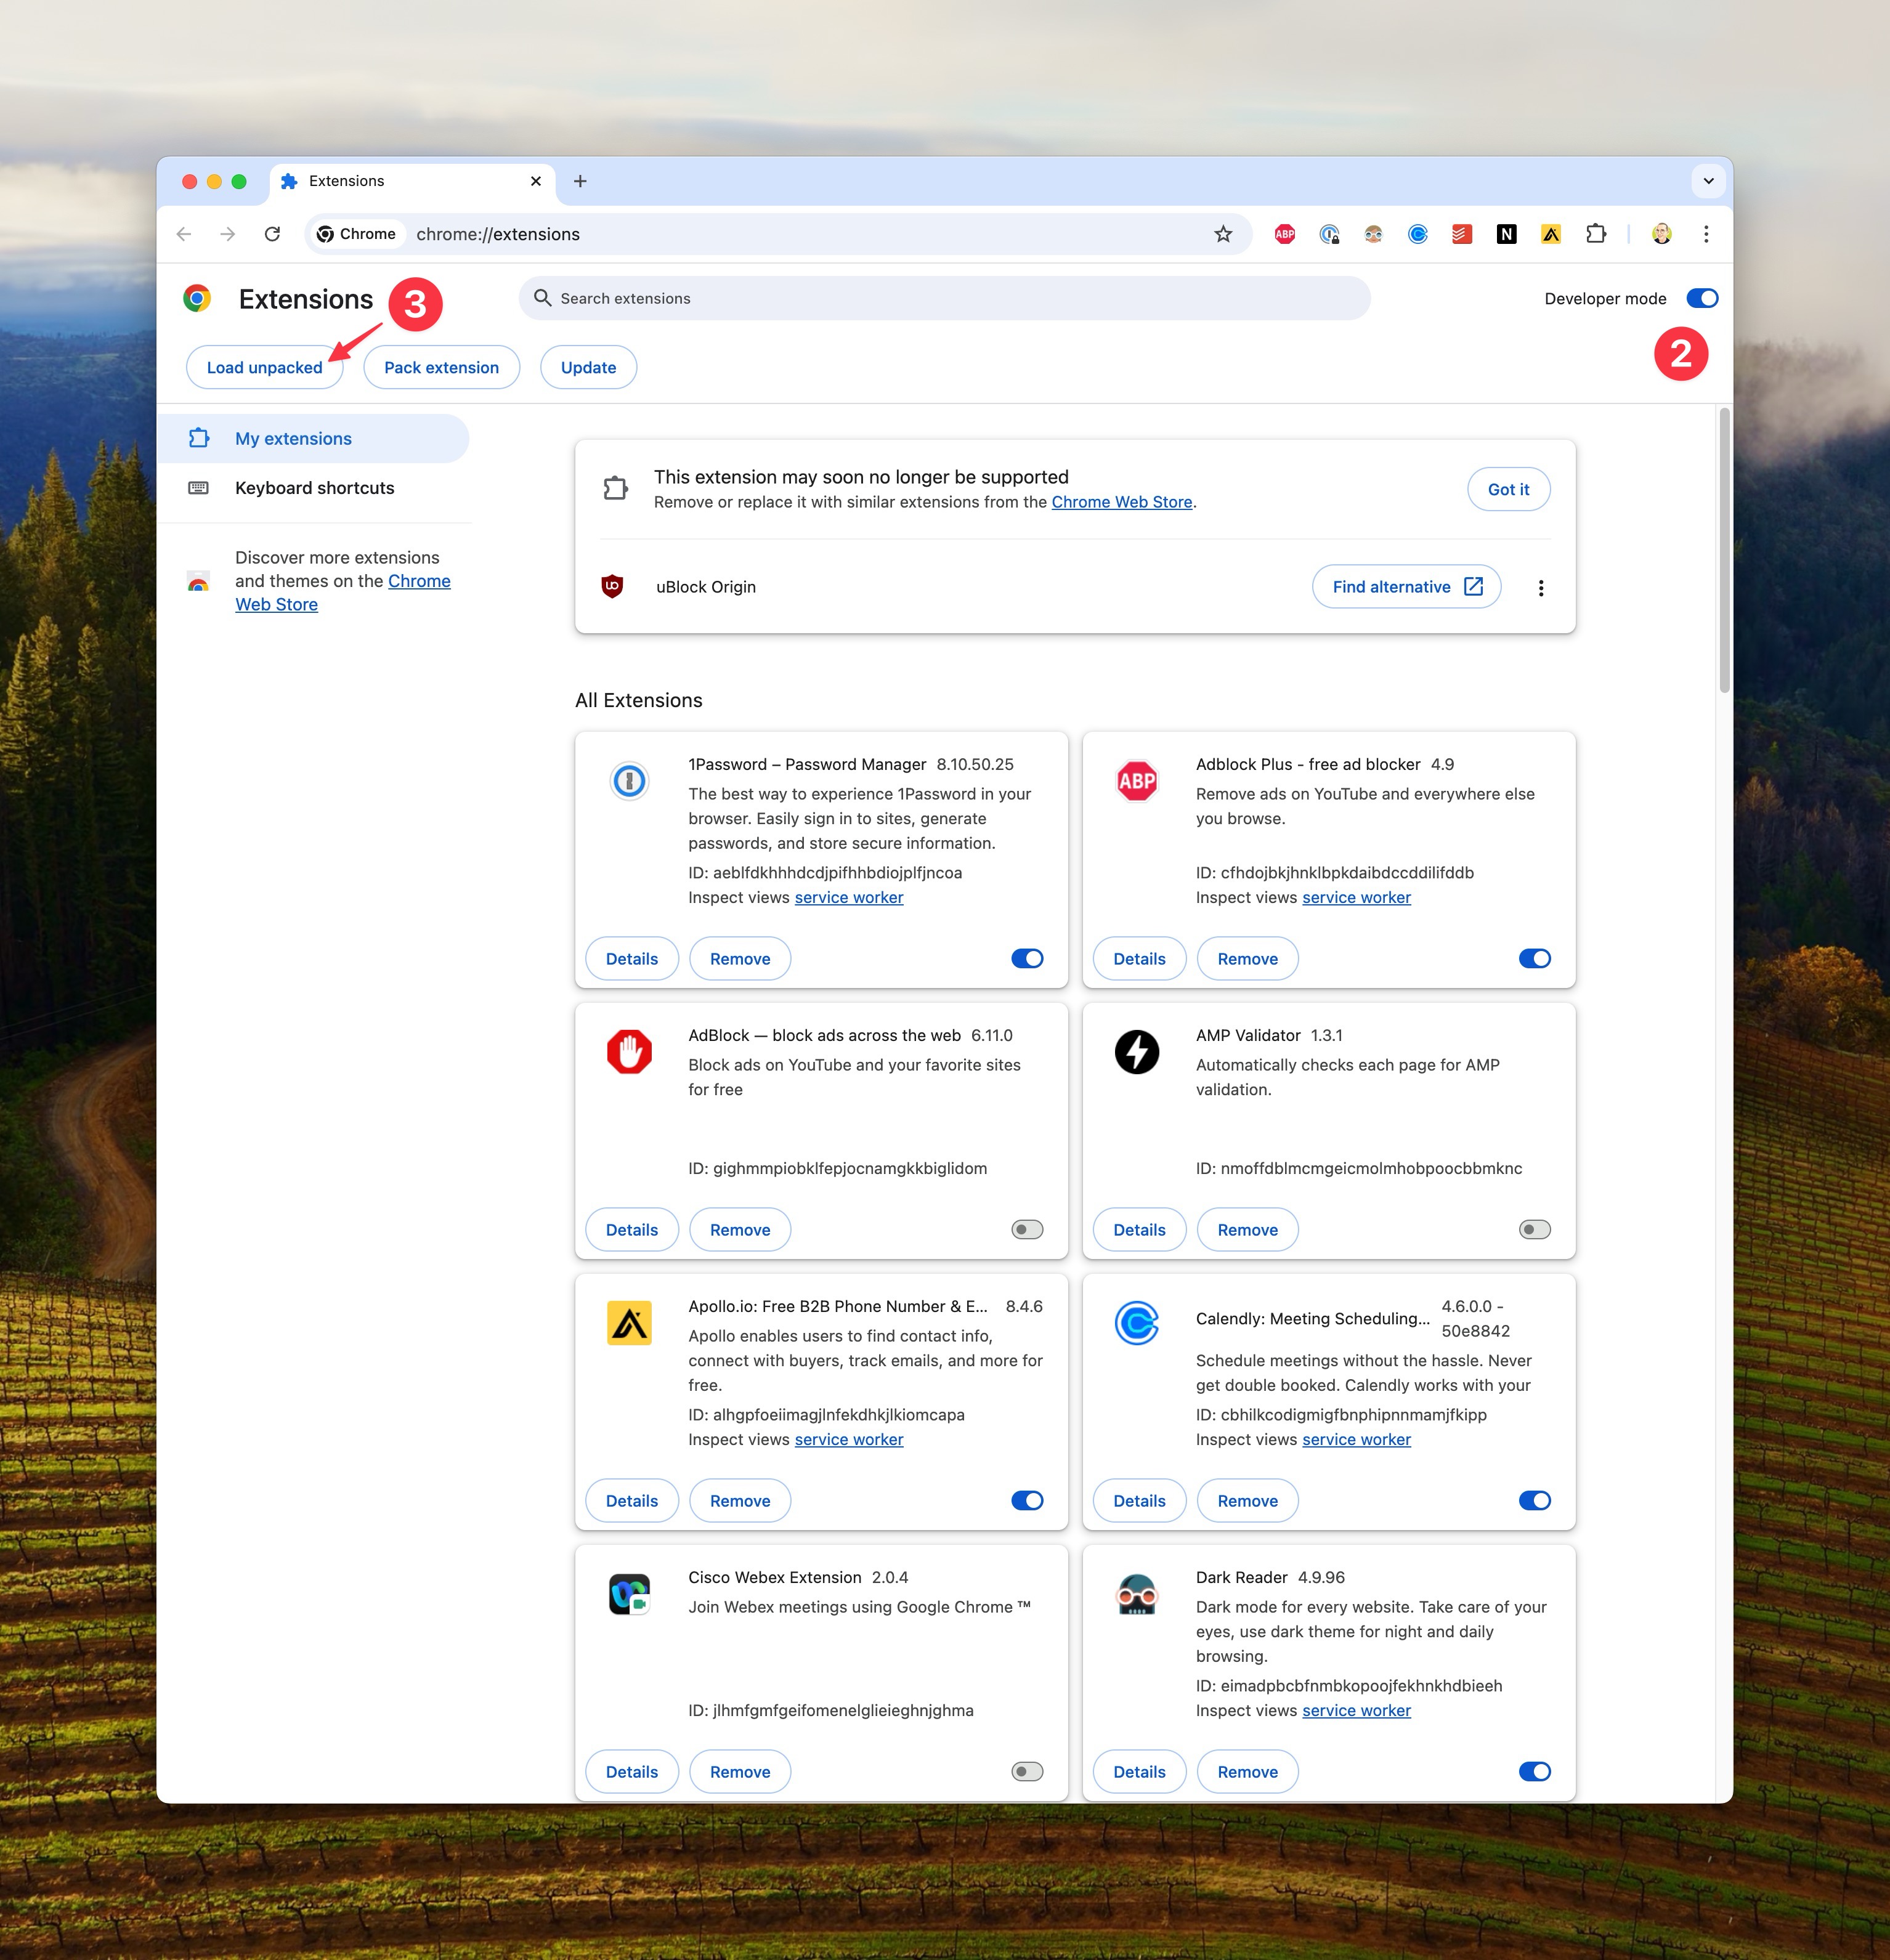 Extensions
Chrome
chrome://extensions
ABP
N
Extensions
3
Search extensions
Developer mode
2
Load unpacked
Pack extension
Update
My extensions
Keyboard shortcuts
Discover more extensions
and themes on the Chrome
Web Store
This extension may soon no longer be supported
Remove or replace it with similar extensions from the Chrome Web Store.
Got it
uBlock Origin
Find alternative
All Extensions
1Password – Password Manager 8.10.50.25
The best way to experience 1Password in your
browser. Easily sign in to sites, generate
passwords, and store secure information.
ID: aeblfdkhhhdcdjpifhhbdiojplfjncoa
Inspect views service worker
Details
Remove
ABP
Adblock Plus - free ad blocker 4.9
Remove ads on YouTube and everywhere else
you browse.
ID: cfhdojbkjhnklbpkdaibdccddilifddb
Inspect views service worker
Details
Remove
AdBlock — block ads across the web 6.11.0
Block ads on YouTube and your favorite sites
for free
ID: gighmmpiobklfepjocnamgkkbiglidom
Details
Remove
AMP Validator 1.3.1
Automatically checks each page for AMP
validation.
ID: nmoffdblmcmgeicmolmhobpoocbbmknc
Details
Remove
Apollo.io: Free B2B Phone Number & E... 8.4.6
Apollo enables users to find contact info,
connect with buyers, track emails, and more for
free.
ID: alhgpfoeiimagjlnfekdhkjlkiomcapa
Inspect views service worker
Details
Remove
Calendly: Meeting Scheduling... 4.6.0.0 -
50e8842
Schedule meetings without the hassle. Never
get double booked. Calendly works with your
ID: cbhilkcodigmigfbnphipnnmamjfkipp
Inspect views service worker
Details
Remove
Cisco Webex Extension 2.0.4
Join Webex meetings using Google Chrome ™
ID: jlhmfgmfgeifomenelglieieghnjghma
Details
Remove
Dark Reader 4.9.96
Dark mode for every website. Take care of your
eyes, use dark theme for night and daily
browsing.
ID: eimadpbcbfnmbkopoojfekhnkhdbieeh
Inspect views service worker
Details
Remove